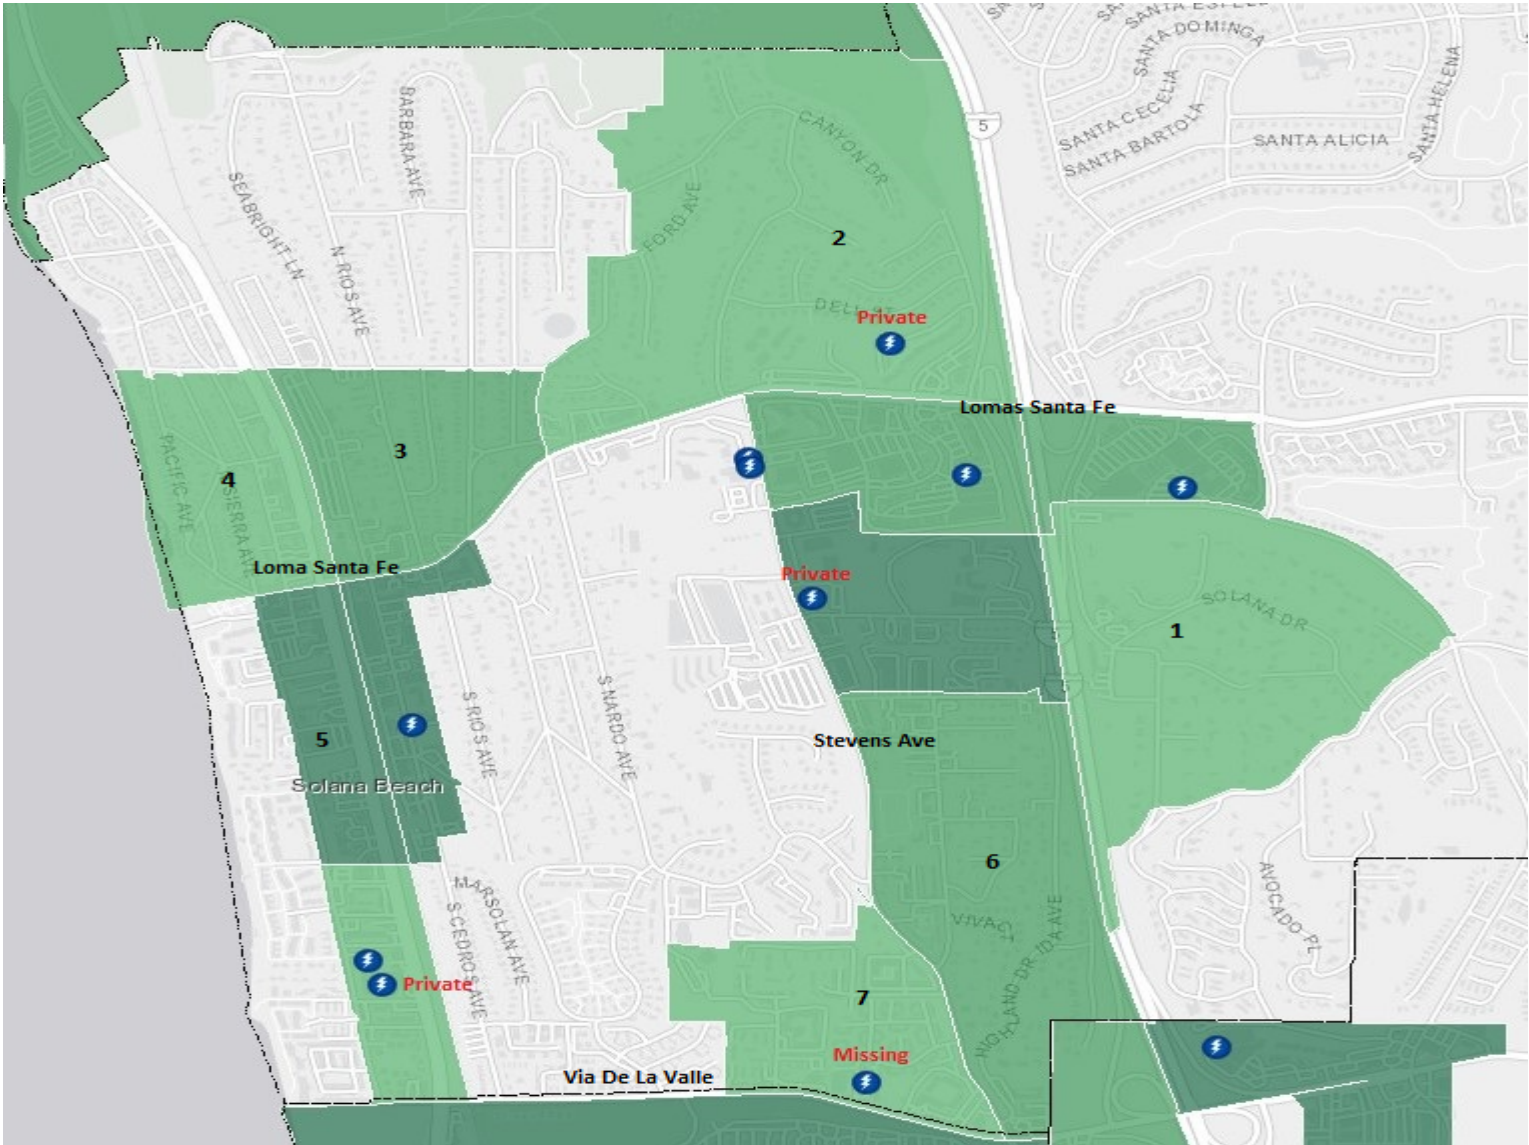 SANTA DOMINGA
SANTA CECELIA
SANTA BARTOLA
SANTA ALICIA
SANTA HELENA
5
BARBARA AVE
CANYON DR
SEABRIGHT LN
N RIOS AVE
FORD AVE
2
DELL ST
Private
Lomas Santa Fe
3
4
PACIFIC AVE
N SIERRA AVE
Loma Santa Fe
Private
SOLANA DR
1
S RIOS AVE
S NARDO AVE
5
Stevens Ave
Solana Beach
6
MARSOLAN AVE
S CEDROS AVE
AVOCADO PL
IDA AVE
HIGHLAND DR
Private
7
Missing
Via De La Valle